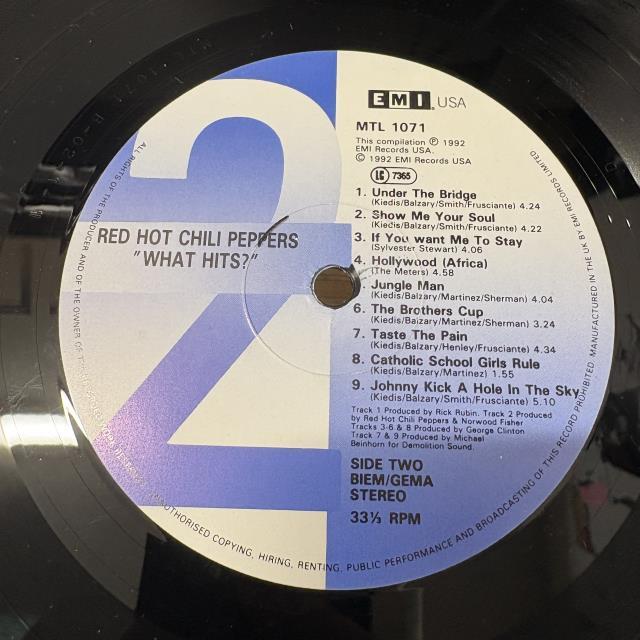 EMI USA
MTL 1071
This compilation ℗ 1992
EMI Records USA.
© 1992 EMI Records USA
LC 7365
RED HOT CHILI PEPPERS
"WHAT HITS?"
1. Under The Bridge
(Kiedis/Balzary/Smith/Frusciante) 4.24
2. Show Me Your Soul
(Kiedis/Balzary/Smith/Frusciante) 4.22
3. If You want Me To Stay
(Sylvester Stewart) 4.06
4. Hollywood (Africa)
(The Meters) 4.58
. Jungle Man
(Kiedis/Balzary/Martinez/Sherman) 4.04
6. The Brothers Cup
(Kiedis/Balzary/Martinez/Sherman) 3.24
7. Taste The Pain
(Kiedis/Balzary/Henley/Frusciante) 4.34
8. Catholic School Girls Rule
(Kiedis/Balzary/Martinez) 1.55
9. Johnny Kick A Hole In The Sky
(Kiedis/Balzary/Smith/Frusciante) 5.10
Track 1 Produced by Rick Rubin. Track 2 Produced
by Red Hot Chili Peppers & Norwood Fisher
Tracks 3-6 & 8 Produced by George Clinton
Track 7 & 9 Produced by Michael
Beinhorn for Demolition Sound.
SIDE TWO
BIEM/GEMA
STEREO
33⅓ RPM
2
ALL RIGHTS OF THE PRODUCER AND OF THE OWNER OF
UNAUTHORISED COPYING, HIRING, RENTING, PUBLIC PERFORMANCE AND BROADCASTING OF THIS RECORD PROHIBITED. MANUFACTURED IN THE UK BY EMI RECORDS LIMITED